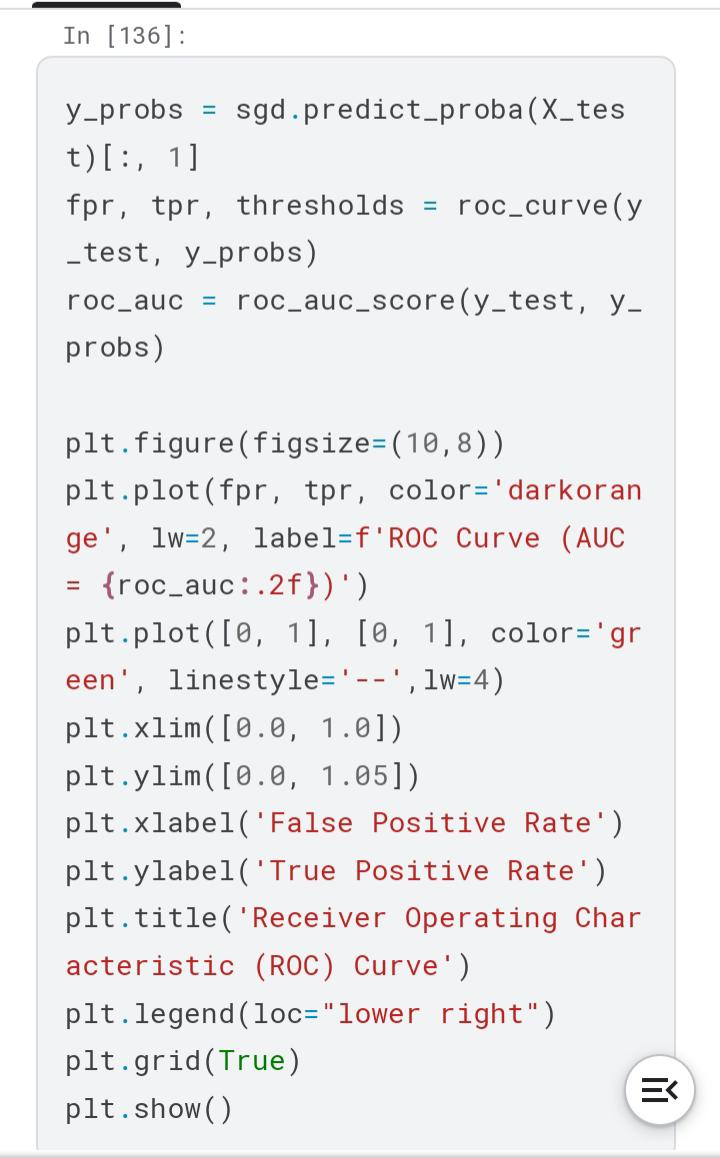 In [136]:
y_probs = sgd.predict_proba(X_tes
t)[:, 1]
fpr, tpr, thresholds = roc_curve(y
_test, y_probs)
roc_auc = roc_auc_score(y_test, y_
probs)
plt.figure(figsize=(10,8))
plt.plot(fpr, tpr, color='darkoran
ge', lw=2, label=f'ROC Curve (AUC
= {roc_auc:.2f})')
plt.plot([0, 1], [0, 1], color='gr
een', linestyle='--',lw=4)
plt.xlim([0.0, 1.0])
plt.ylim([0.0, 1.05])
plt.xlabel('False Positive Rate')
plt.ylabel('True Positive Rate')
plt.title('Receiver Operating Char
acteristic (ROC) Curve')
plt.legend(loc="lower right")
plt.grid(True)
plt.show()